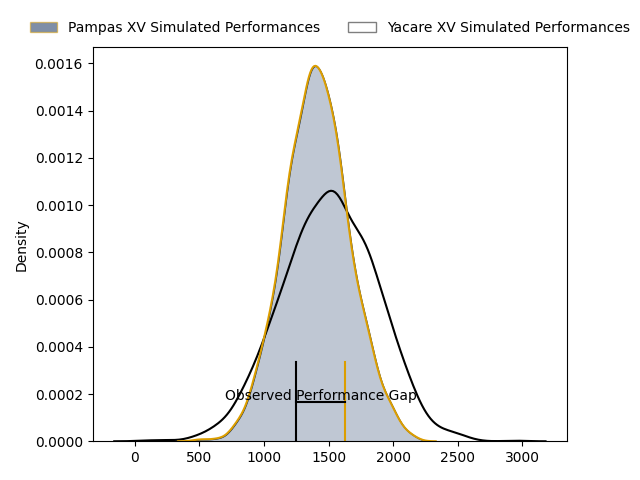 Pampas XV Simulated Performances Yacare XV Simulated Performances
0.0016
0.0014
0.0012
0.0010
0.0008
0.0006
0.0004
0.0002
0.0000
Density
Observed Performance Gap
0 500 1000 1500 2000 2500 3000